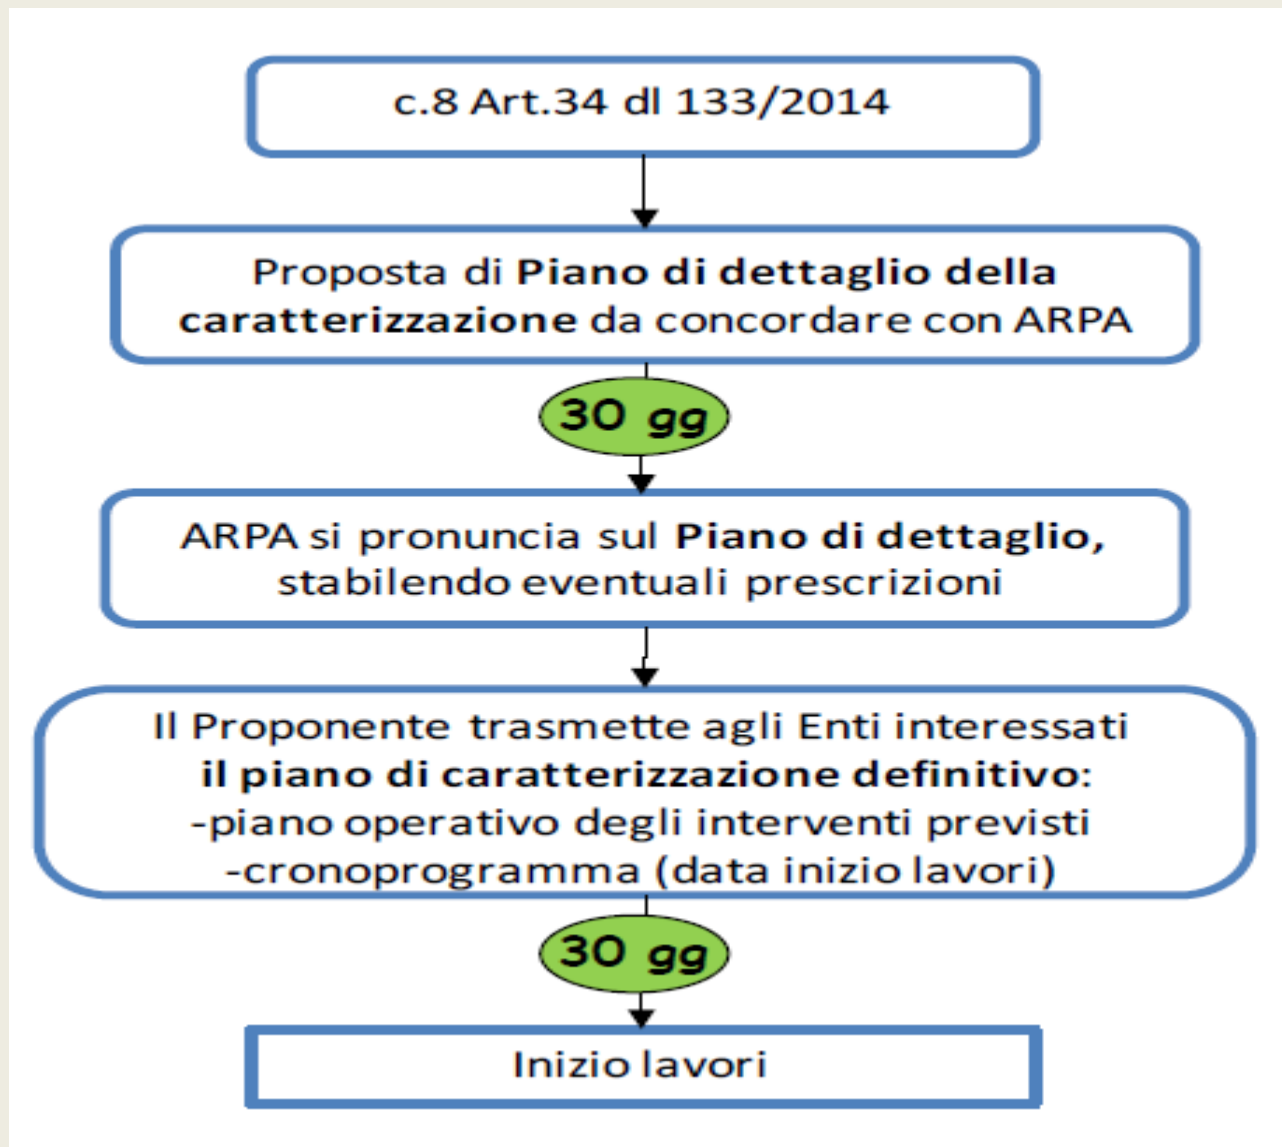 c.8 Art.34 dl 133/2014
Proposta di Piano di dettaglio della
caratterizzazione da concordare con ARPA
30 gg
ARPA si pronuncia sul Piano di dettaglio,
stabilendo eventuali prescrizioni
Il Proponente trasmette agli Enti interessati
il piano di caratterizzazione definitivo:
-piano operativo degli interventi previsti
-cronoprogramma (data inizio lavori)
30 gg
Inizio lavori